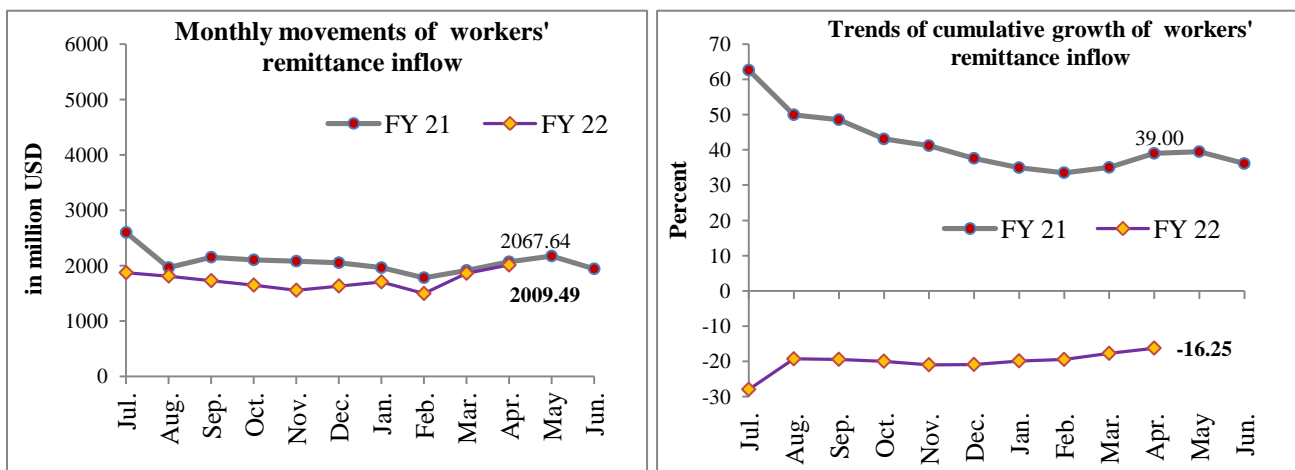 Monthly movements of workers'
remittance inflow
in million USD
6000
5000
4000
3000
2000
1000
0
FY 21
FY 22
2067.64
2009.49
Jul.
Aug.
Sep.
Oct.
Nov.
Dec.
Jan.
Feb.
Mar.
Apr.
May
Jun.
Trends of cumulative growth of workers'
remittance inflow
Percent
70
60
50
40
30
20
10
0
-10
-20
-30
39.00
FY 21
FY 22
-16.25
Jul.
Aug.
Sep.
Oct.
Nov.
Dec.
Jan.
Feb.
Mar.
Apr.
May
Jun.